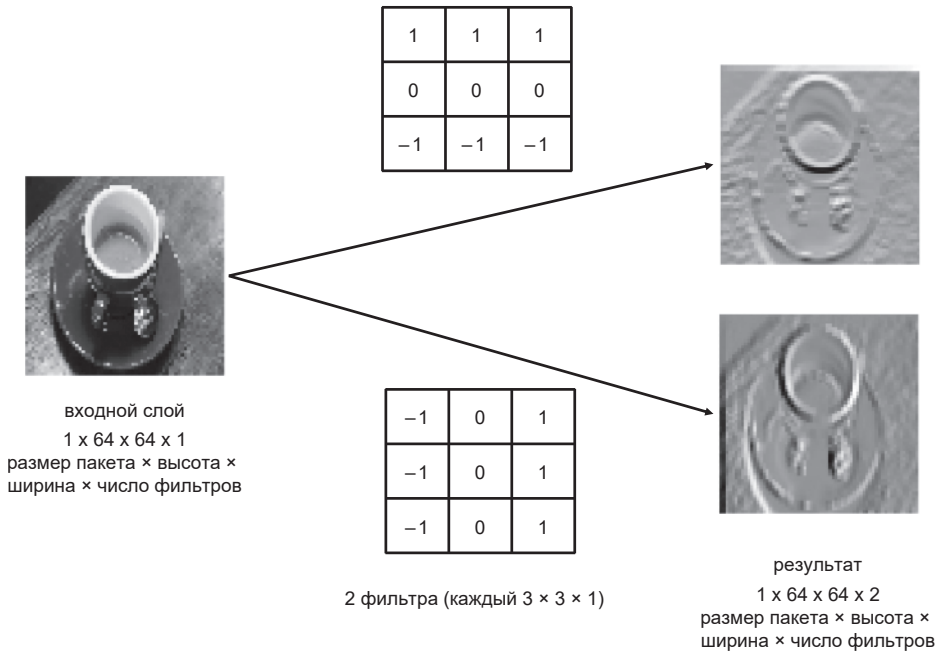 1 1 1
0 0 0
–1 –1 –1
входной слой
1 x 64 x 64 x 1
размер пакета × высота ×
ширина × число фильтров
–1 0 1
–1 0 1
–1 0 1
2 фильтра (каждый 3 × 3 × 1)
результат
1 x 64 x 64 x 2
размер пакета × высота ×
ширина × число фильтров